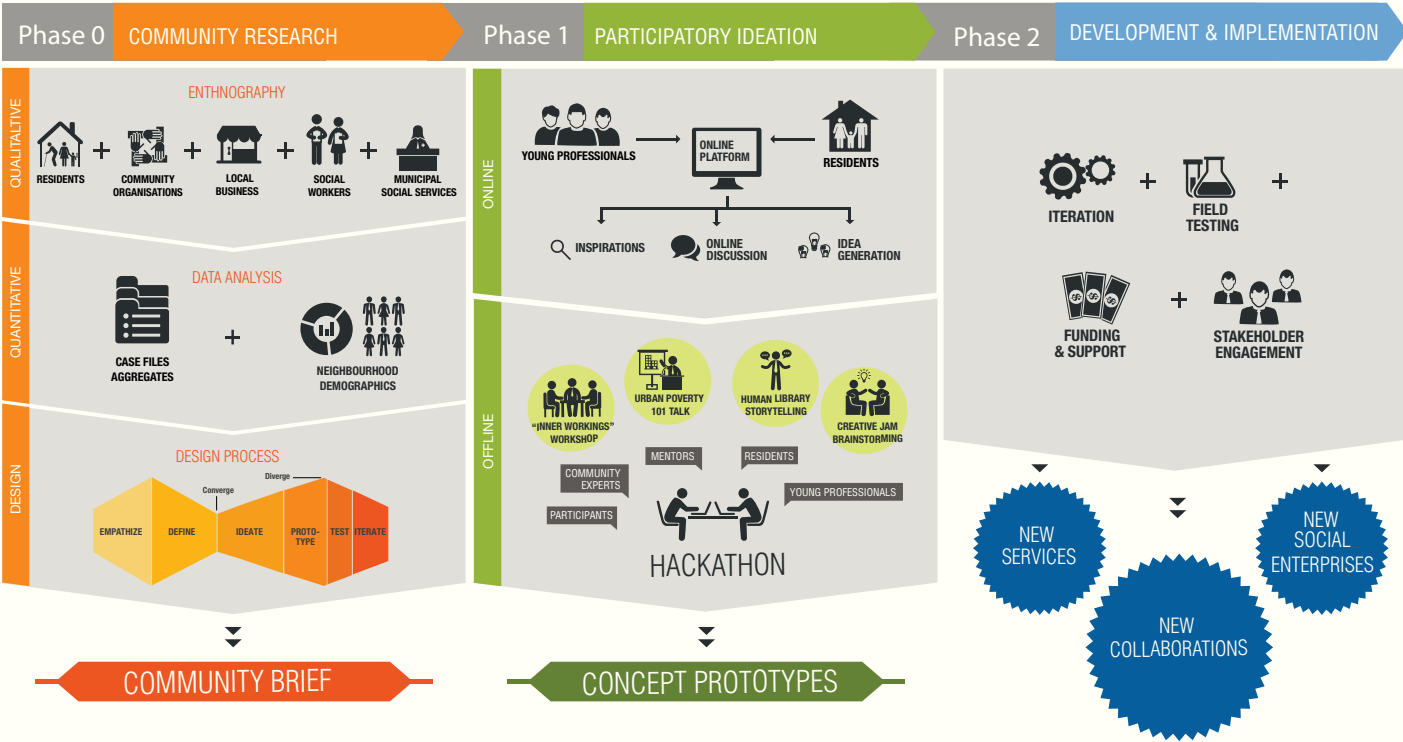 Phase 0
COMMUNITY RESEARCH
Phase 1
PARTICIPATORY IDEATION
Phase 2
DEVELOPMENT & IMPLEMENTATION
QUALITALTIVE
ENTHNOGRAPHY
RESIDENTS
+
COMMUNITY
ORGANISATIONS
+
LOCAL
BUSINESS
+
SOCIAL
WORKERS
+
MUNICIPAL
SOCIAL SERVICES
QUANTITATIVE
DATA ANALYSIS
CASE FILES
AGGREGATES
+
NEIGHBOURHOOD
DEMOGRAPHICS
DESIGN
DESIGN PROCESS
Converge
Diverge
EMPATHIZE
DEFINE
IDEATE
PROTO-
TYPE
TEST
ITERATE
COMMUNITY BRIEF
ONLINE
YOUNG PROFESSIONALS
ONLINE
PLATFORM
RESIDENTS
INSPIRATIONS
ONLINE
DISCUSSION
IDEA
GENERATION
OFFLINE
“INNER WORKINGS”
WORKSHOP
URBAN POVERTY
101 TALK
HUMAN LIBRARY
STORYTELLING
CREATIVE JAM
BRAINSTORMING
MENTORS
RESIDENTS
COMMUNITY
EXPERTS
YOUNG PROFESSIONALS
PARTICIPANTS
HACKATHON
CONCEPT PROTOTYPES
ITERATION
+
FIELD
TESTING
+
$ $ $
FUNDING
& SUPPORT
+
STAKEHOLDER
ENGAGEMENT
NEW
SERVICES
NEW
COLLABORATIONS
NEW
SOCIAL
ENTERPRISES